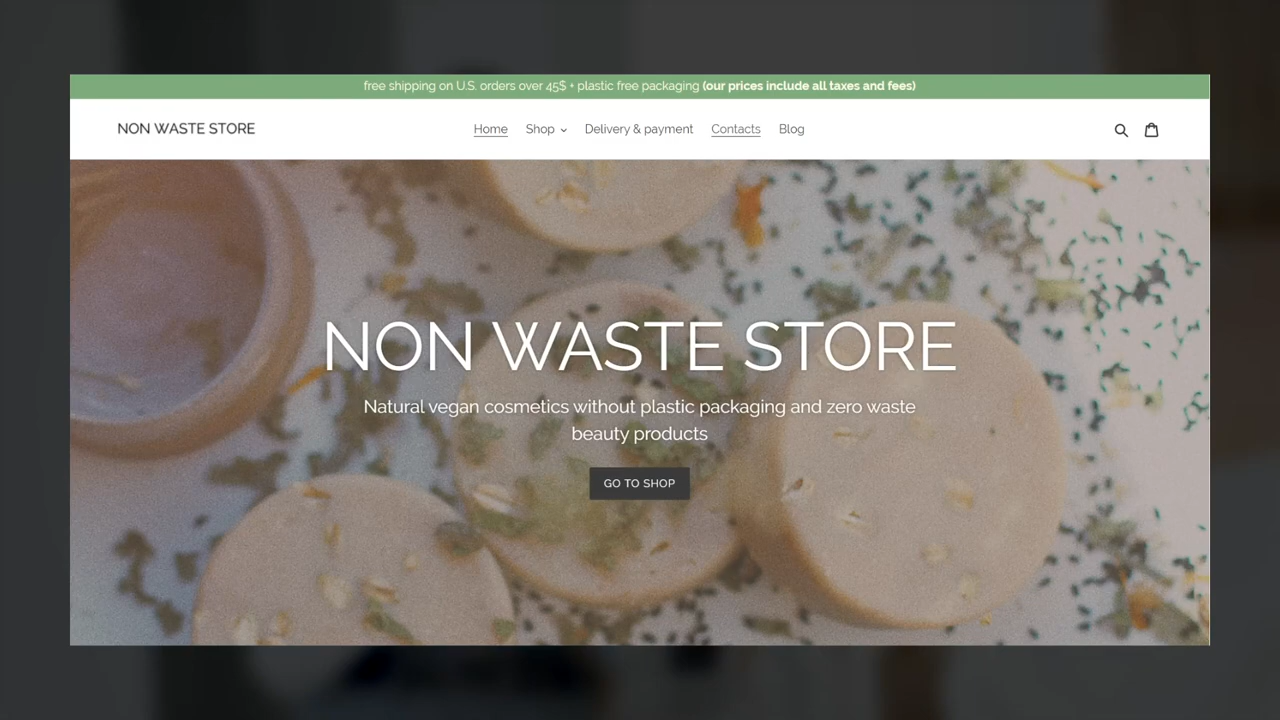 free shipping on U.S. orders over 45$ + plastic free packaging (our prices include all taxes and fees)
NON WASTE STORE
Home Shop Delivery & payment Contacts Blog
NON WASTE STORE
Natural vegan cosmetics without plastic packaging and zero waste
beauty products
GO TO SHOP